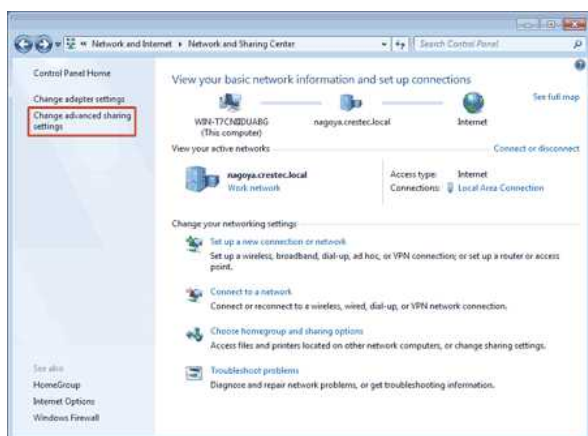 Network and Internet
Network and Sharing Center
Search Control Panel
Control Panel Home
Change adapter settings
Change advanced sharing
settings
View your basic network information and set up connections
See full map
(This computer)
nagoya.crestec.local
Internet
View your active networks
Connect or disconnect
nagoya.crestec.local
Work network
Access type: Internet
Connections: Local Area Connection
Change your networking settings
Set up a new connection or network
Set up a wireless, broadband, dial-up, ad hoc, or VPN connection; or set up a router or access
point.
Connect to a network
Connect or reconnect to a wireless, wired, dial-up, or VPN network connection.
Choose homegroup and sharing options
Access files and printers located on other network computers, or change sharing settings.
Troubleshoot problems
Diagnose and repair network problems, or get troubleshooting information.
See also
HomeGroup
Internet Options
Windows Firewall